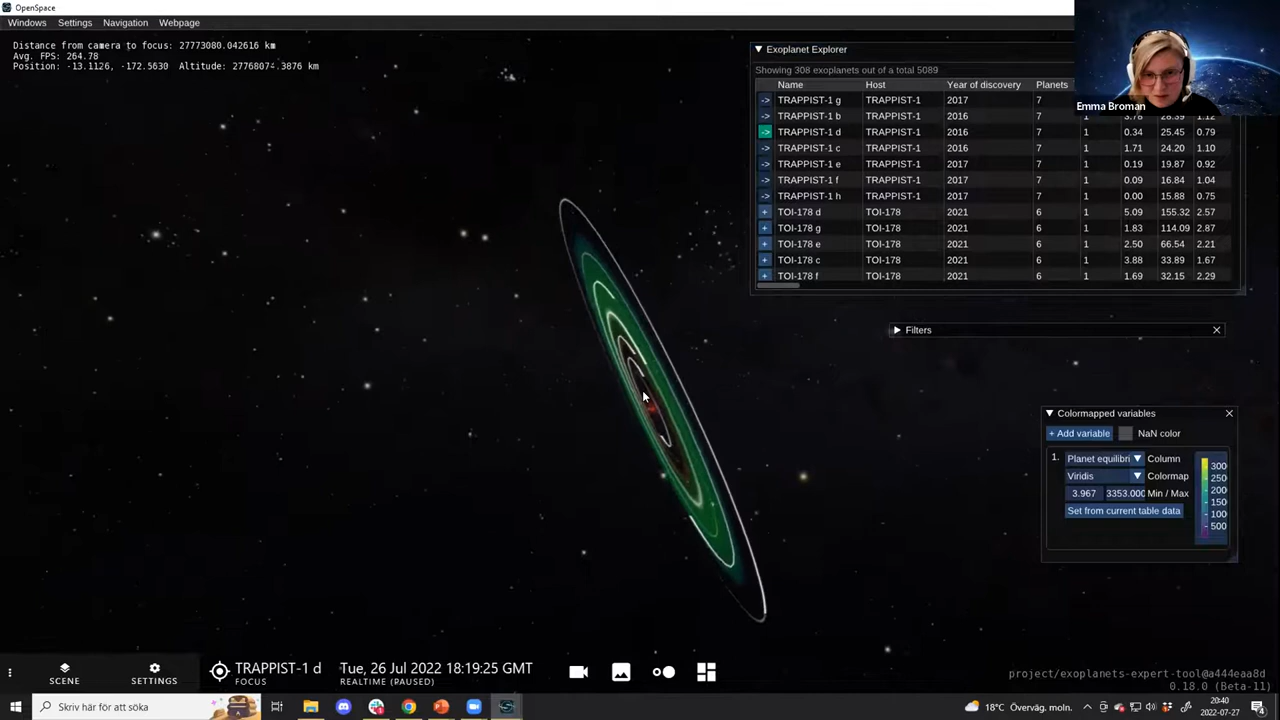 OpenSpace
Windows Settings Navigation Webpage
Distance from camera to focus: 27773080.042616 km
Avg. FPS: 264.78
Position: -13.1126, -172.5630 Altitude: 27768074.3876 km
Exoplanet Explorer
Showing 308 exoplanets out of a total 5089
Name Host Year of discovery Planets
-> TRAPPIST-1 g TRAPPIST-1 2017 7
-> TRAPPIST-1 b TRAPPIST-1 2016 7 1 3.78 28.39 1.12
-> TRAPPIST-1 d TRAPPIST-1 2016 7 1 0.34 25.45 0.79
-> TRAPPIST-1 c TRAPPIST-1 2016 7 1 1.71 24.20 1.10
-> TRAPPIST-1 e TRAPPIST-1 2017 7 1 0.19 19.87 0.92
-> TRAPPIST-1 f TRAPPIST-1 2017 7 1 0.09 16.84 1.04
-> TRAPPIST-1 h TRAPPIST-1 2017 7 1 0.00 15.88 0.75
+ TOI-178 d TOI-178 2021 6 1 5.09 155.32 2.57
+ TOI-178 g TOI-178 2021 6 1 1.83 114.09 2.87
+ TOI-178 e TOI-178 2021 6 1 2.50 66.54 2.21
+ TOI-178 c TOI-178 2021 6 1 3.88 33.89 1.67
+ TOI-178 f TOI-178 2021 6 1 1.69 32.15 2.29
Emma Broman
Filters
Colormapped variables
+ Add variable NaN color
1. Planet equilibri Column
Viridis Colormap
3.967 3353.000 Min / Max
Set from current table data
300
250
200
150
100
500
SCENE SETTINGS
TRAPPIST-1 d
FOCUS
Tue, 26 Jul 2022 18:19:25 GMT
REALTIME (PAUSED)
project/exoplanets-expert-tool@a444eaa8d
0.18.0 (Beta-11)
Skriv här för att söka
18°C Överväg. moln.
20:40
2022-07-27